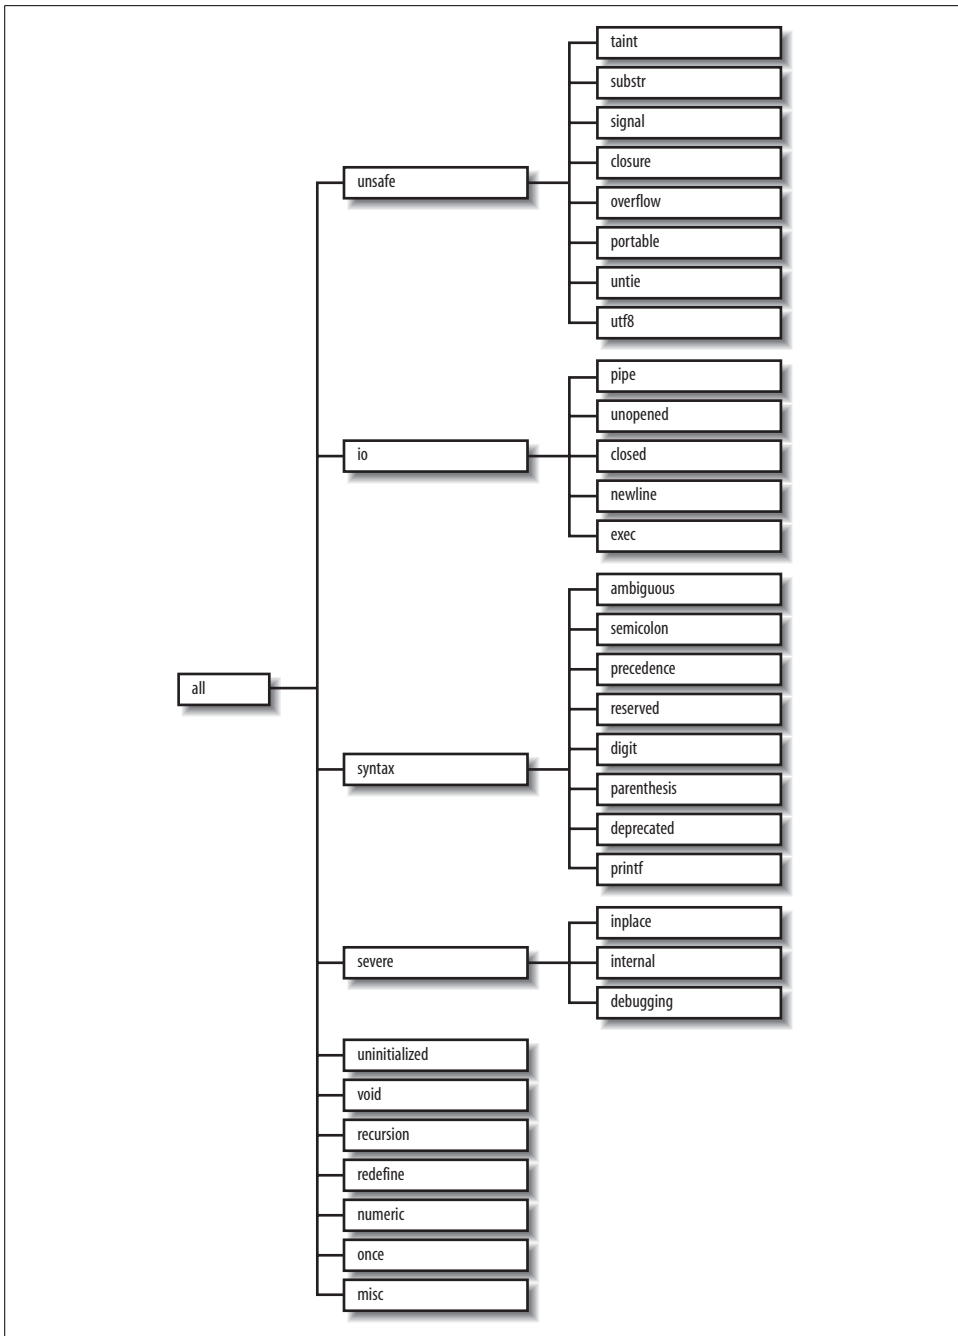 all
unsafe
taint
substr
signal
closure
overflow
portable
untie
utf8
io
pipe
unopened
closed
newline
exec
syntax
ambiguous
semicolon
precedence
reserved
digit
parenthesis
deprecated
printf
severe
inplace
internal
debugging
uninitialized
void
recursion
redefine
numeric
once
misc